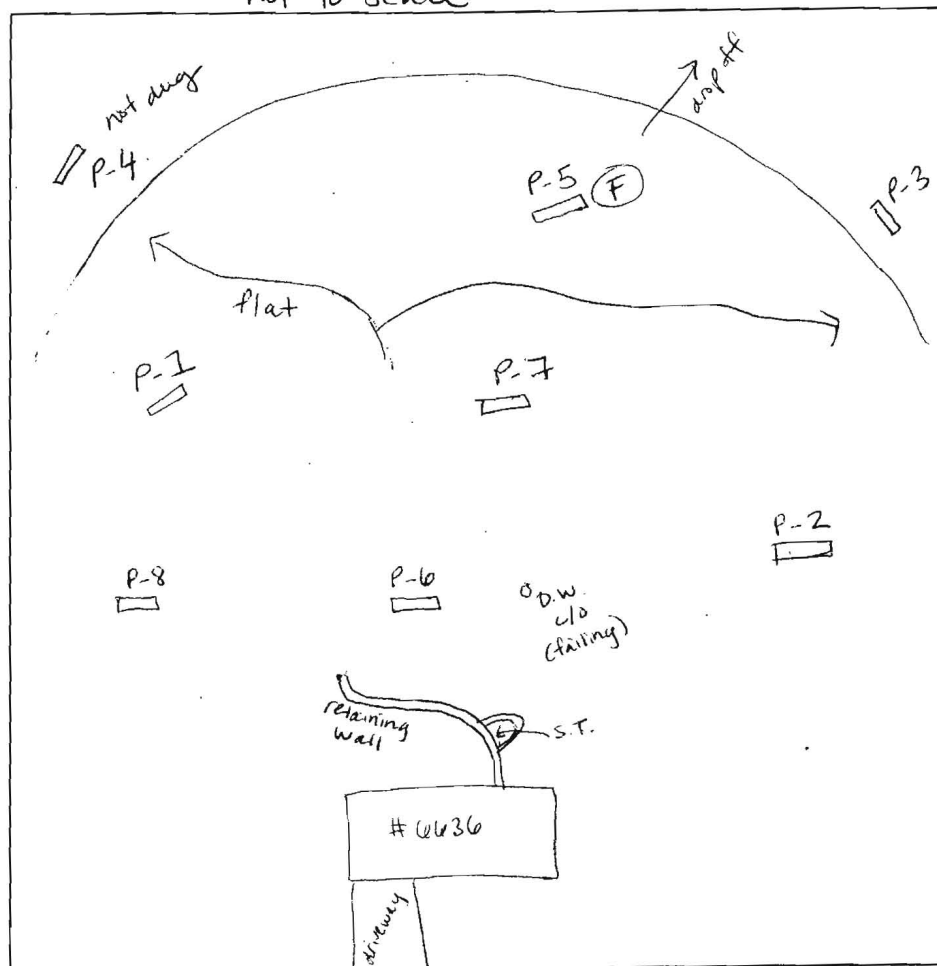 not to scale
not dug
P-4
drop off
P-5
F
P-3
flat
P-1
P-7
P-2
P-8
P-6
D.W.
c/o
(failing)
retaining
wall
S.T.
#6636
driveway